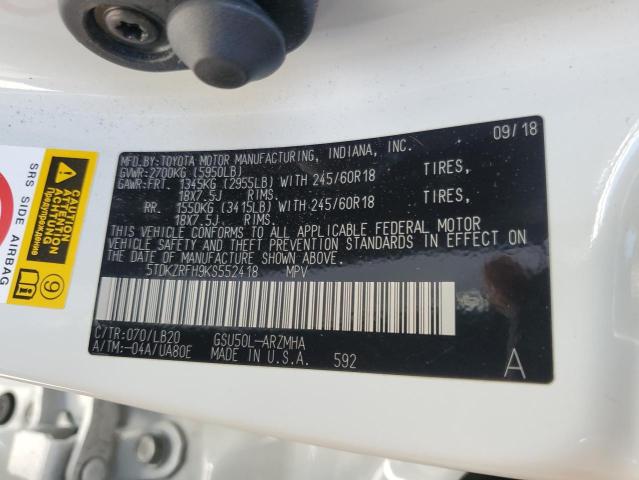 MFD.BY:TOYOTA MOTOR MANUFACTURING, INDIANA, INC. 09/18
GVWR:2700KG (5950LB)
GAWR:FRT. 1345KG (2955LB) WITH 245/60R18 TIRES,
18X7.5J RIMS.
RR. 1550KG (3415LB) WITH 245/60R18 TIRES,
18X7.5J RIMS.
THIS VEHICLE CONFORMS TO ALL APPLICABLE FEDERAL MOTOR
VEHICLE SAFETY AND THEFT PREVENTION STANDARDS IN EFFECT
ON THE DATE OF MANUFACTURE SHOWN ABOVE.
5TDKZRFH9KS552418 MPV
C/TR:070/LB20 GSU50L-ARZMHA
A/TM:-04A/UA80E MADE IN U.S.A. 592 A
SRS SIDE AIRBAG
CAUTION
ATTENTION
ATENCIÓN
Предупреждение
9